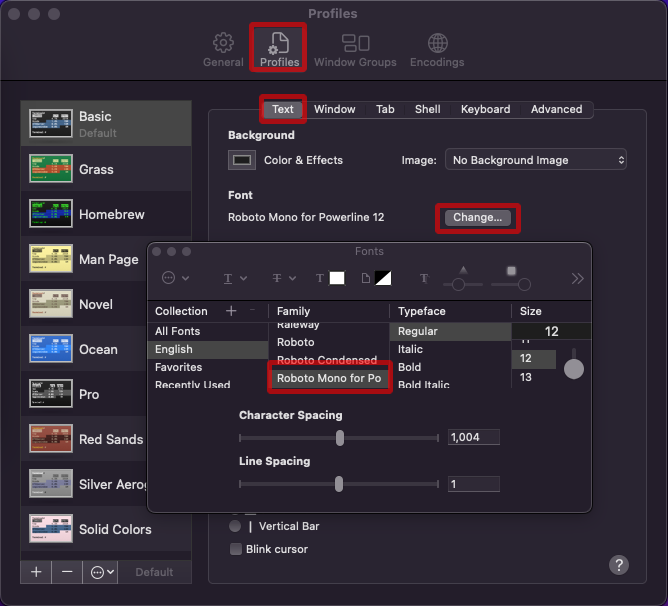 Profiles
General
Profiles
Window Groups
Encodings
Basic
Default
Grass
Homebrew
Man Page
Novel
Ocean
Pro
Red Sands
Silver Aerog
Solid Colors
Default
Text Window Tab Shell Keyboard Advanced
Background
Color & Effects
Image: No Background Image
Font
Roboto Mono for Powerline 12
Change...
Fonts
Collection
All Fonts
English
Favorites
Recently Used
Family
Raleway
Roboto
Roboto Condensed
Roboto Mono for Po
Typeface
Regular
Italic
Bold
Bold Italic
Size
12
11
12
13
Character Spacing
1,004
Line Spacing
1
| Vertical Bar
Blink cursor
?